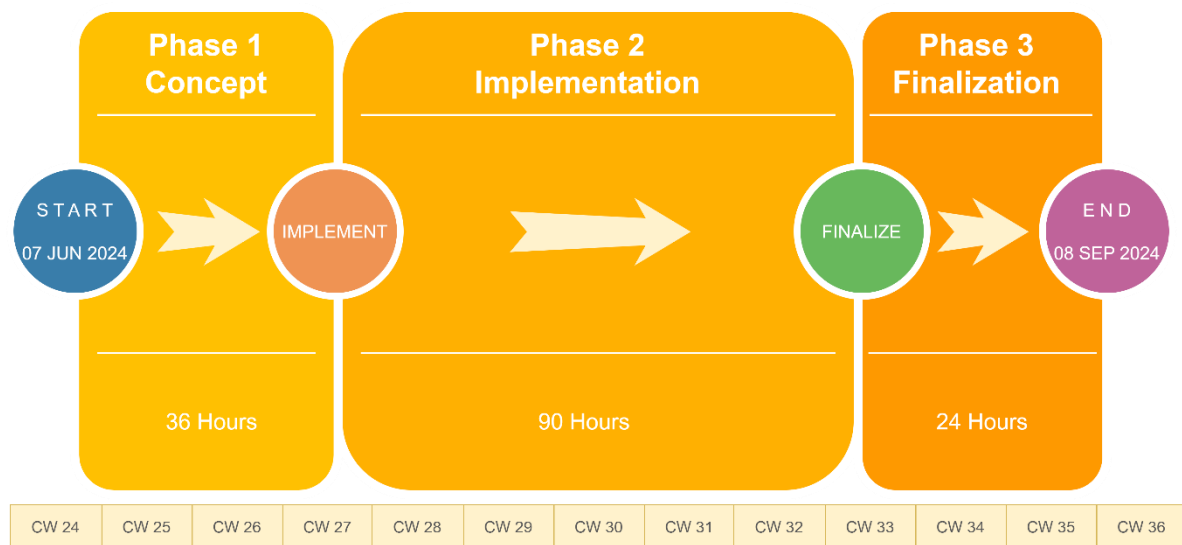 Phase 1
Concept
Phase 2
Implementation
Phase 3
Finalization
START
07 JUN 2024
IMPLEMENT
FINALIZE
END
08 SEP 2024
36 Hours
90 Hours
24 Hours
CW 24 CW 25 CW 26 CW 27 CW 28 CW 29 CW 30 CW 31 CW 32 CW 33 CW 34 CW 35 CW 36